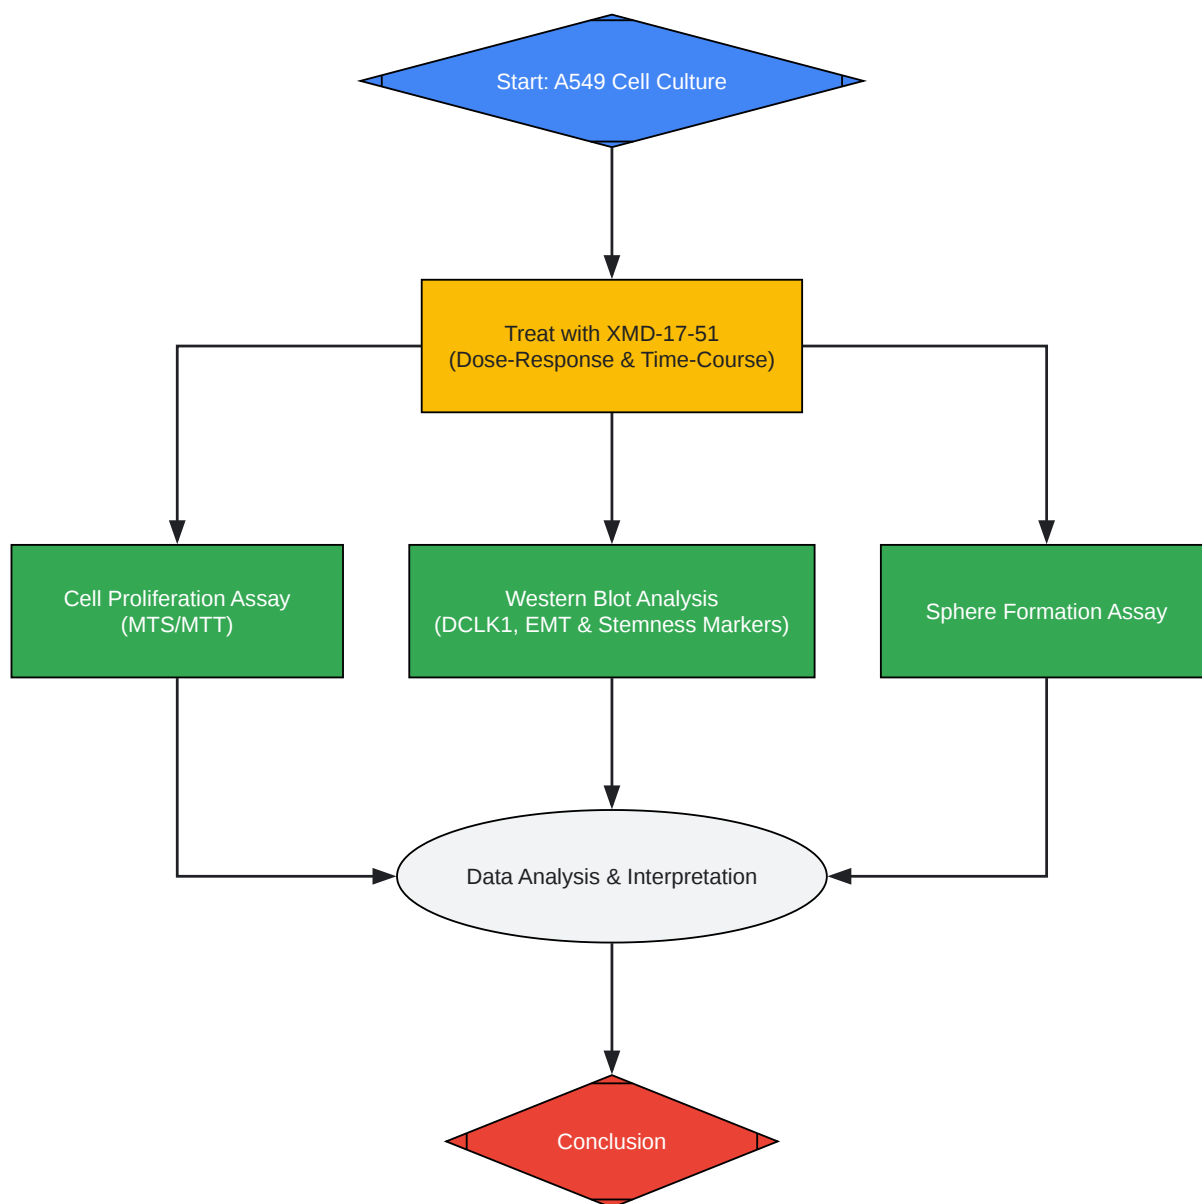 Start: A549 Cell Culture
Treat with XMD-17-51
(Dose-Response & Time-Course)
Cell Proliferation Assay
(MTS/MTT)
Western Blot Analysis
(DCLK1, EMT & Stemness Markers)
Sphere Formation Assay
Data Analysis & Interpretation
Conclusion